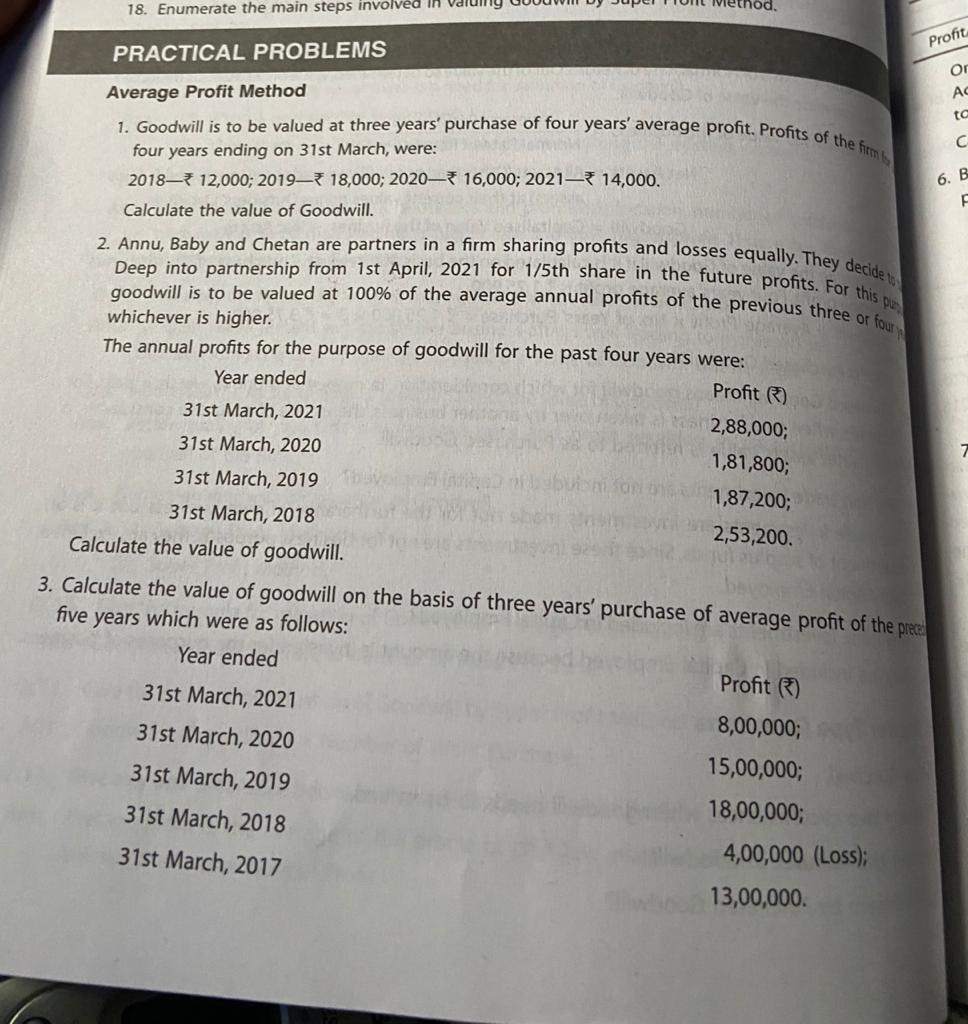 18. Enumerate the main steps involved in Valuing Goodwill by Super Profit Method.
PRACTICAL PROBLEMS
Average Profit Method
1. Goodwill is to be valued at three years' purchase of four years' average profit. Profits of the firm
four years ending on 31st March, were:
2018—₹ 12,000; 2019—₹ 18,000; 2020—₹ 16,000; 2021—₹ 14,000.
Calculate the value of Goodwill.
2. Annu, Baby and Chetan are partners in a firm sharing profits and losses equally. They decide to
Deep into partnership from 1st April, 2021 for 1/5th share in the future profits. For this
goodwill is to be valued at 100% of the average annual profits of the previous three or four
whichever is higher.
The annual profits for the purpose of goodwill for the past four years were:
Year ended Profit (₹)
31st March, 2021 2,88,000;
31st March, 2020 1,81,800;
31st March, 2019 1,87,200;
31st March, 2018 2,53,200.
Calculate the value of goodwill.
3. Calculate the value of goodwill on the basis of three years' purchase of average profit of the
five years which were as follows:
Year ended Profit (₹)
31st March, 2021 8,00,000;
31st March, 2020 15,00,000;
31st March, 2019 18,00,000;
31st March, 2018 4,00,000 (Loss);
31st March, 2017 13,00,000.
Profit
to
C
6. B
7